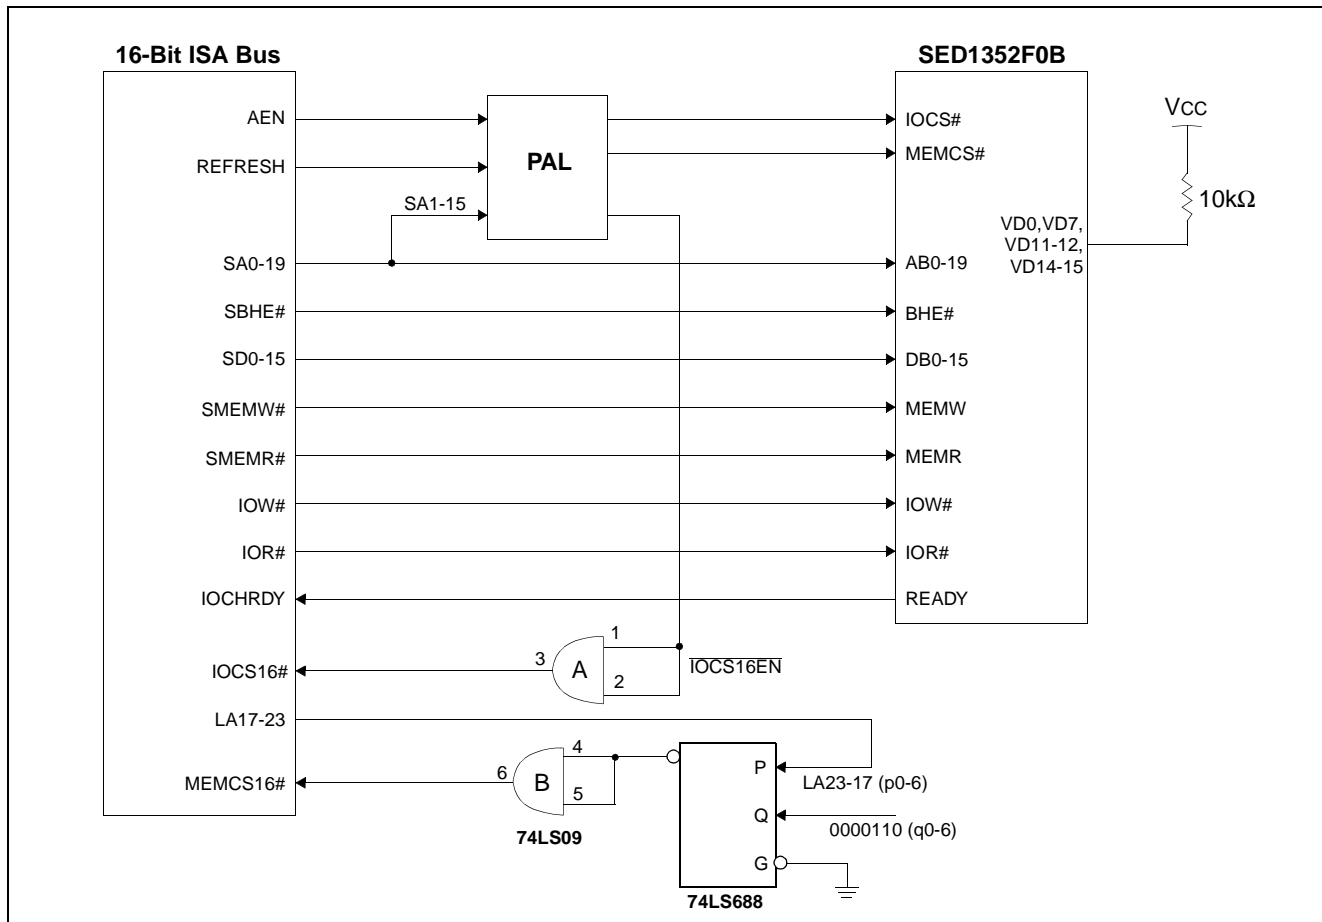 16-Bit ISA Bus
SED1352F0B
AEN
REFRESH
SA0-19
SBHE#
SD0-15
SMEMW#
SMEMR#
IOW#
IOR#
IOCHRDY
IOCS16#
LA17-23
MEMCS16#
PAL
SA1-15
IOCS#
MEMCS#
AB0-19
BHE#
DB0-15
MEMW
MEMR
IOW#
IOR#
READY
VD0,VD7,
VD11-12,
VD14-15
VCC
10kΩ
1
2
3
A
IOCS16EN
4
5
6
B
74LS09
P
Q
G
LA23-17 (p0-6)
0000110 (q0-6)
74LS688